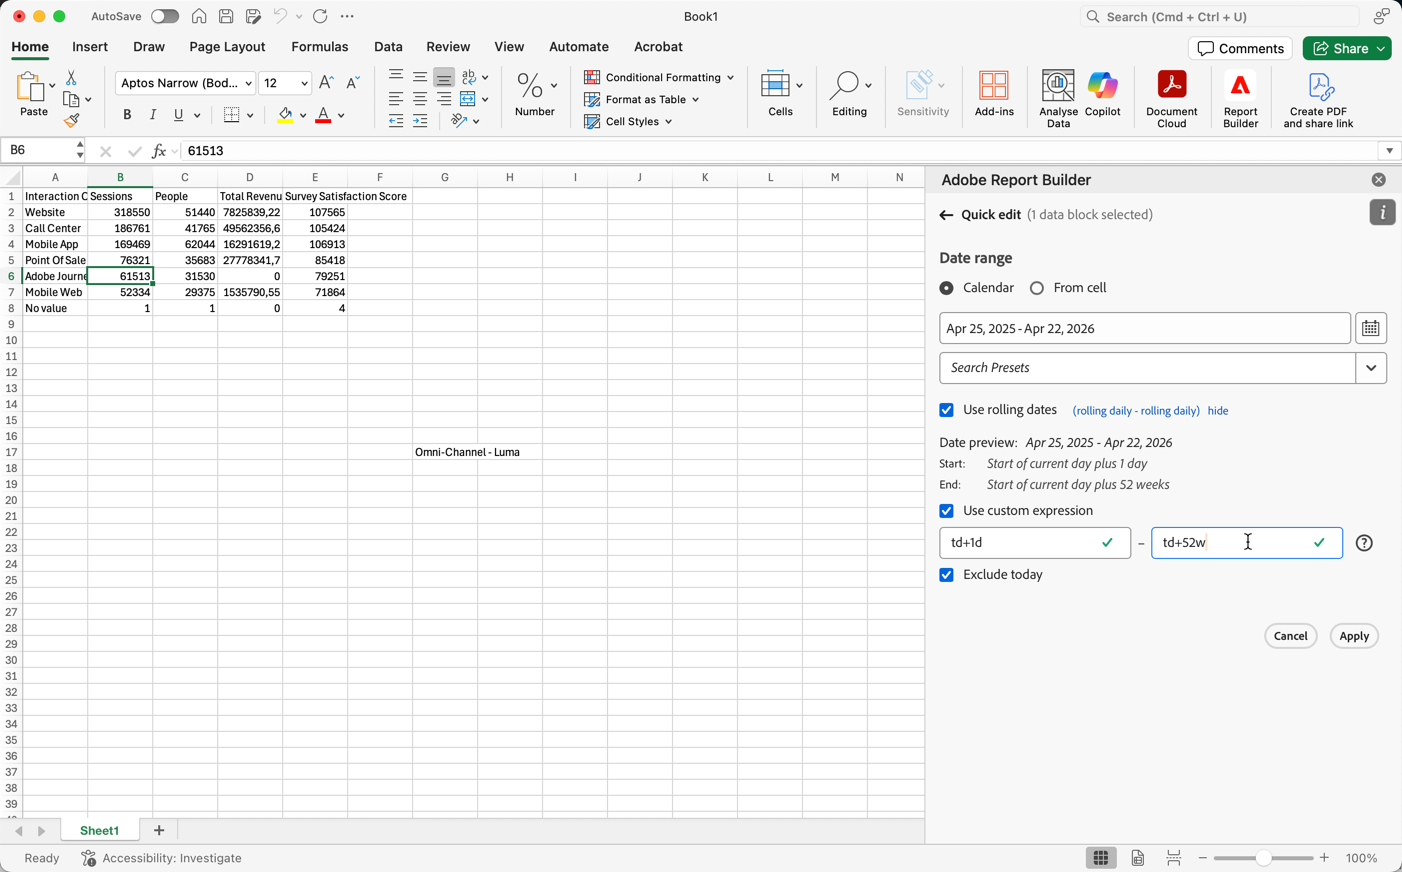 AutoSave
Book1
Search (Cmd + Ctrl + U)
Home Insert Draw Page Layout Formulas Data Review View Automate Acrobat
Comments
Share
Paste
Aptos Narrow (Bod...
12
A^ A˅
B I U A
ab
Number
Conditional Formatting
Format as Table
Cell Styles
Cells
Editing
Sensitivity
Add-ins
Analyse Data
Copilot
Document Cloud
Report Builder
Create PDF and share link
B6
fx
61513
A B C D E F G H I J K L M N
1 Interaction C Sessions People Total Revenu Survey Satisfaction Score
2 Website 318550 51440 7825839,22 107565
3 Call Center 186761 41765 49562356,6 105424
4 Mobile App 169469 62044 16291619,2 106913
5 Point Of Sale 76321 35683 27778341,7 85418
6 Adobe Journe 61513 31530 0 79251
7 Mobile Web 52334 29375 1535790,55 71864
8 No value 1 1 0 4
9
10
11
12
13
14
15
16
17 Omni-Channel - Luma
18
19
20
21
22
23
24
25
26
27
28
29
30
31
32
33
34
35
36
37
38
39
Adobe Report Builder
Quick edit (1 data block selected)
i
Date range
Calendar From cell
Apr 25, 2025 - Apr 22, 2026
Search Presets
Use rolling dates (rolling daily - rolling daily) hide
Date preview: Apr 25, 2025 - Apr 22, 2026
Start: Start of current day plus 1 day
End: Start of current day plus 52 weeks
Use custom expression
td+1d – td+52w ?
Exclude today
Cancel Apply
Sheet1 +
Ready
Accessibility: Investigate
− + 100%